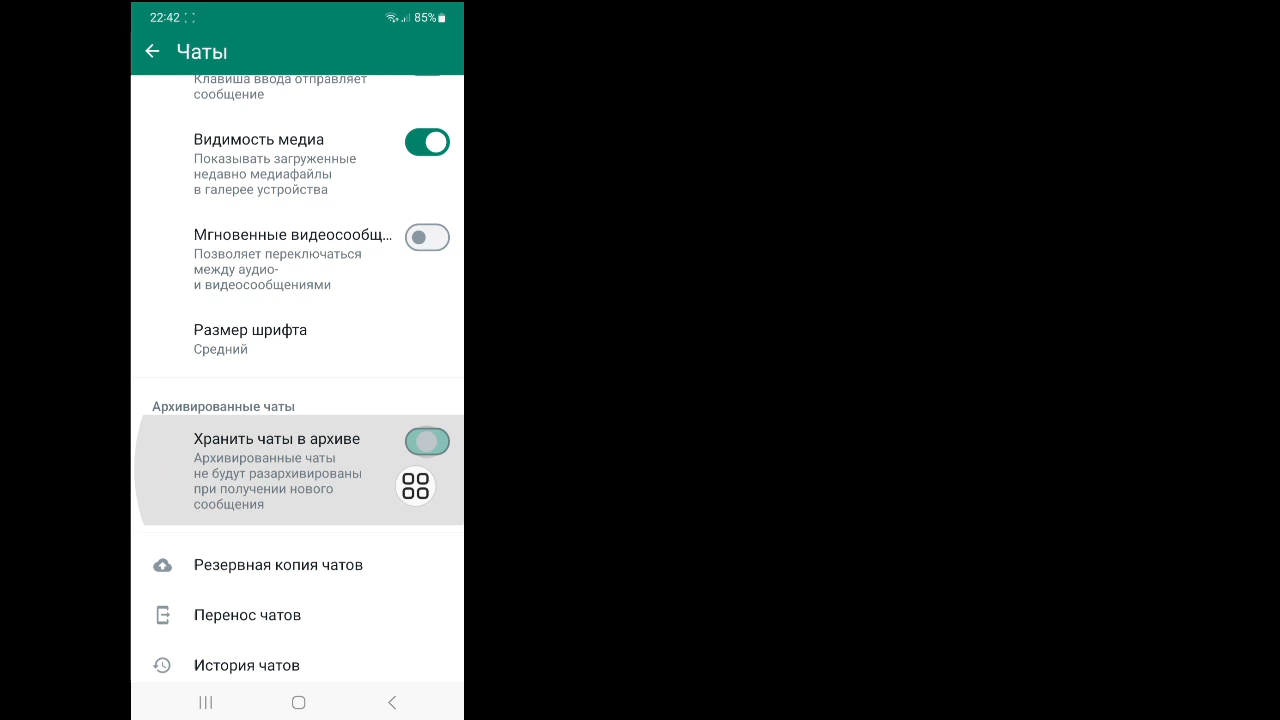 22:42 85%
Чаты
Клавиша ввода отправляет
сообщение
Видимость медиа
Показывать загруженные
недавно медиафайлы
в галерее устройства
Мгновенные видеосообщ...
Позволяет переключаться
между аудио-
и видеосообщениями
Размер шрифта
Средний
Архивированные чаты
Хранить чаты в архиве
Архивированные чаты
не будут разархивированы
при получении нового
сообщения
Резервная копия чатов
Перенос чатов
История чатов